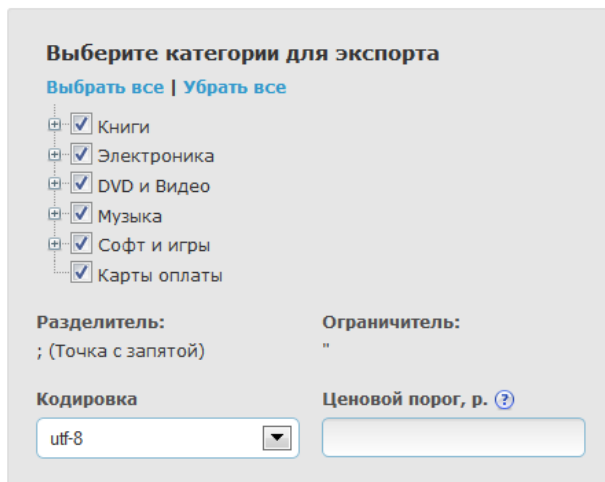 Выберите категории для экспорта
Выбрать все | Убрать все
Книги
Электроника
DVD и Видео
Музыка
Софт и игры
Карты оплаты
Разделитель: Ограничитель:
; (Точка с запятой) "
Кодировка Ценовой порог, р. ?
utf-8